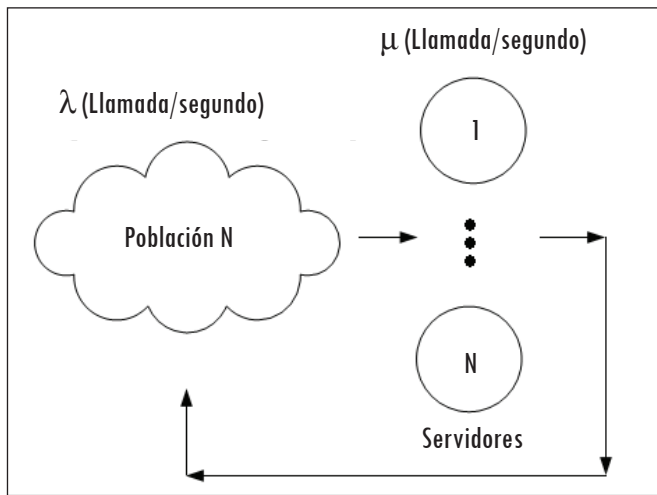 μ (Llamada/segundo)
λ (Llamada/segundo)
1
Población N
N
Servidores